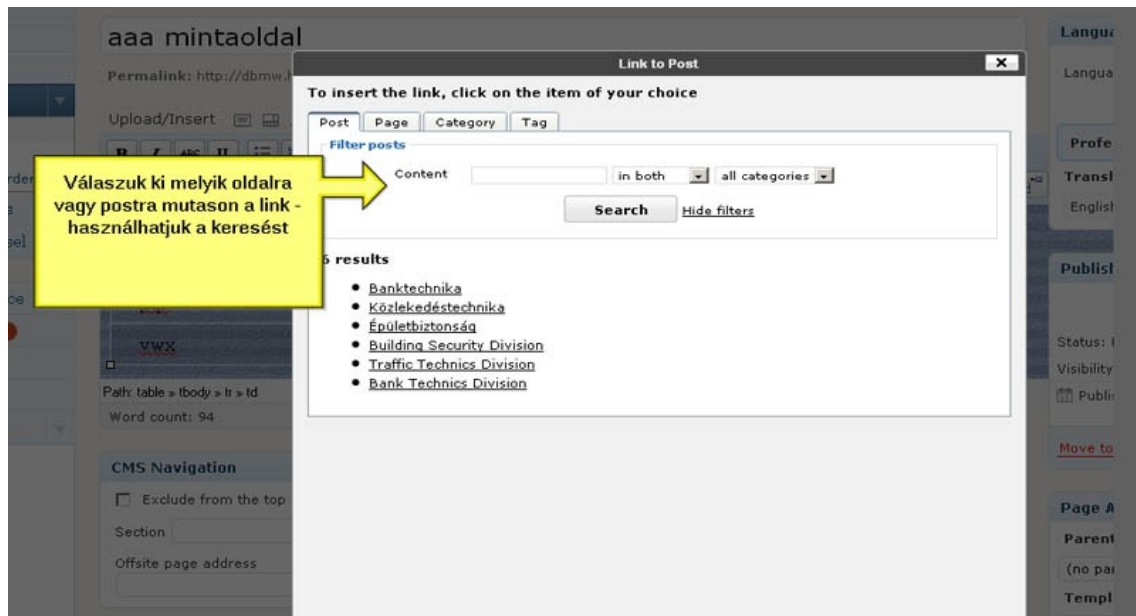 aaa mintaoldal
Permalink: http://dbmw.h
Upload/Insert
B I ABC U
Link to Post
X
To insert the link, click on the item of your choice
Post Page Category Tag
Filter posts
Content in both all categories
Search Hide filters
6 results
Banktechnika
Közlekedéstechnika
Épületbiztonság
Building Security Division
Traffic Technics Division
Bank Technics Division
Válaszuk ki melyik oldalra
vagy postra mutason a link -
használhatjuk a keresést
VWX
Path: table » tbody » tr » td
Word count: 94
CMS Navigation
Exclude from the top
Section
Offsite page address
Langua
Langua
Profe
Transl
English
Publish
Status:
Visibility
Publis
Move to
Page A
Parent
(no pa
Templ